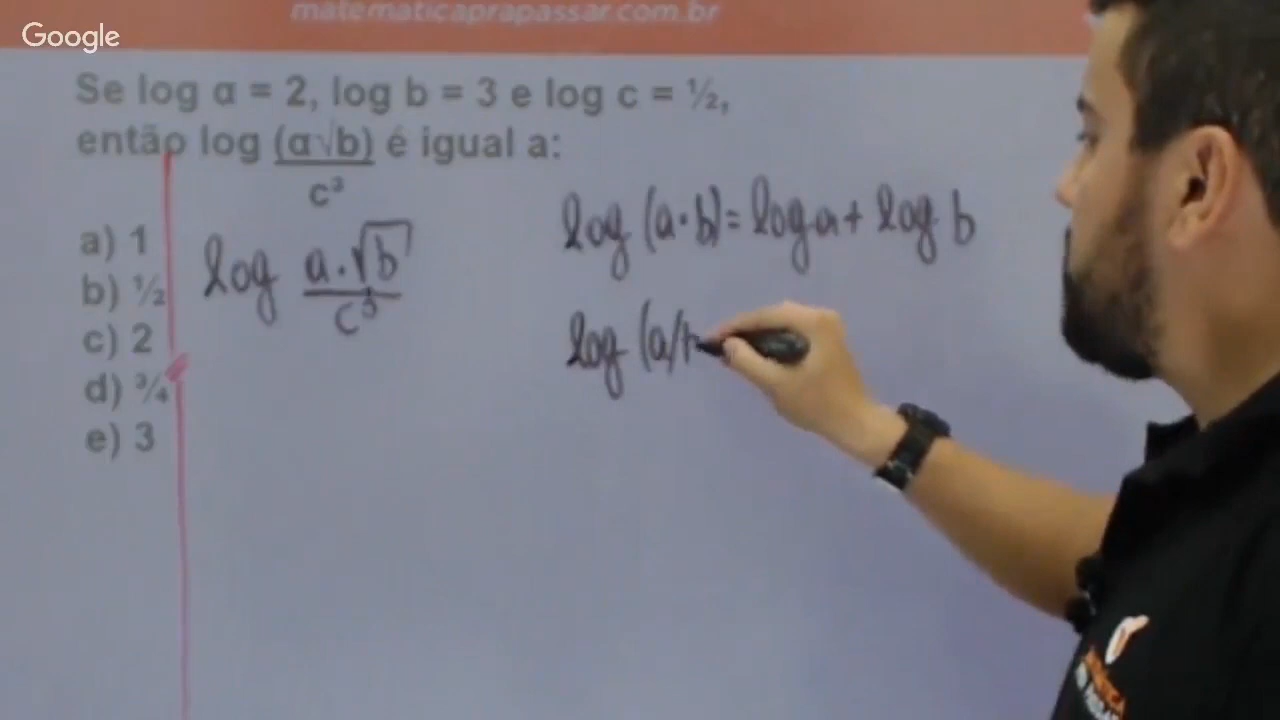 matematicaprapassar.com.br
Google
Se log a = 2, log b = 3 e log c = ½,
então log (a√b) é igual a:
c³
a) 1
b) ½
c) 2
d) ¾
e) 3
log a·√b
c³
log (a·b) = log a + log b
log (a/